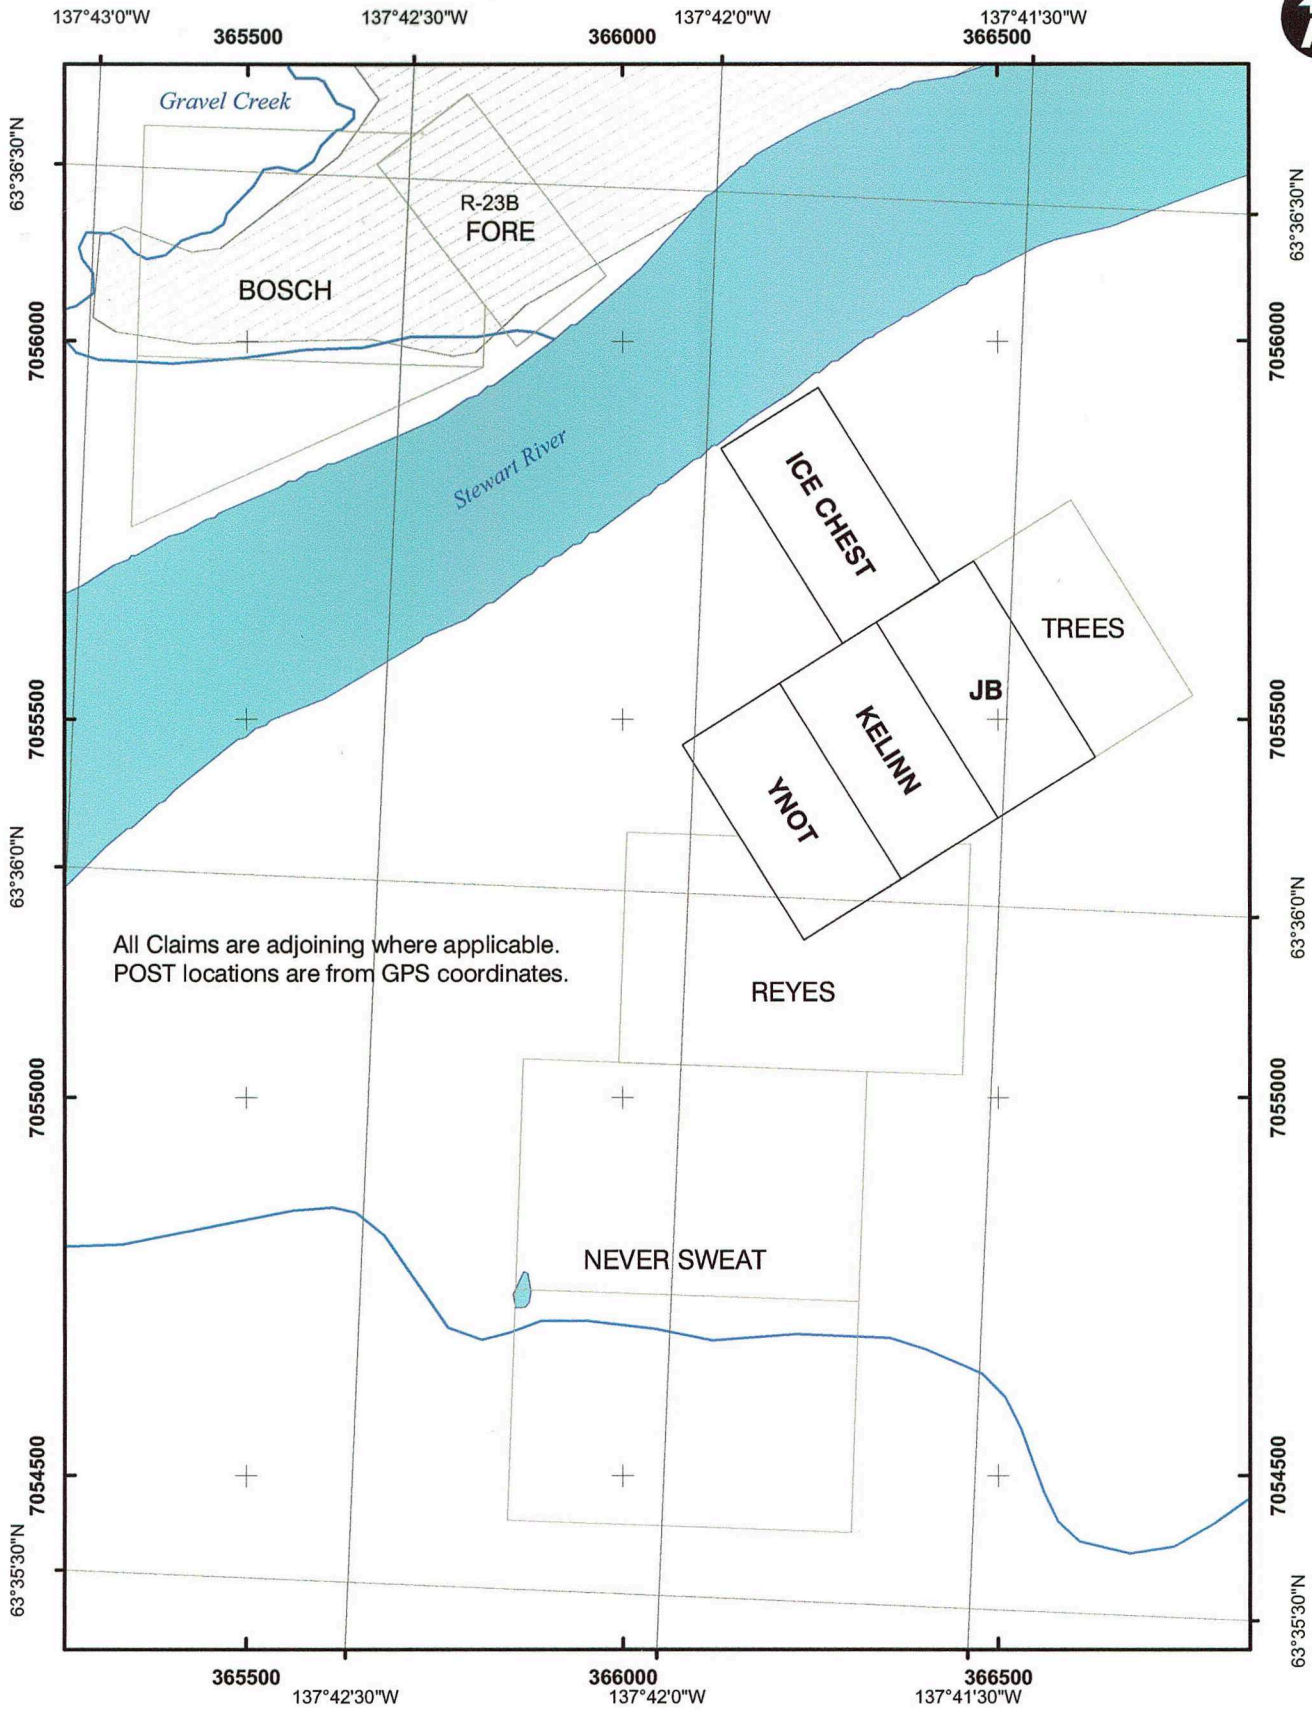 137°43'0"W 137°42'30"W 137°42'0"W 137°41'30"W
365500 366000 366500
Gravel Creek
63°36'30"N
63°36'30"N
R-23B
FORE
BOSCH
7056000
7056000
Stewart River
ICE CHEST
TREES
JB
7055500
7055500
KELINN
YNOT
63°36'0"N
63°36'0"N
All Claims are adjoining where applicable.
POST locations are from GPS coordinates.
REYES
7055000
7055000
NEVER SWEAT
7054500
7054500
63°35'30"N
63°35'30"N
365500 366000 366500
137°42'30"W 137°42'0"W 137°41'30"W